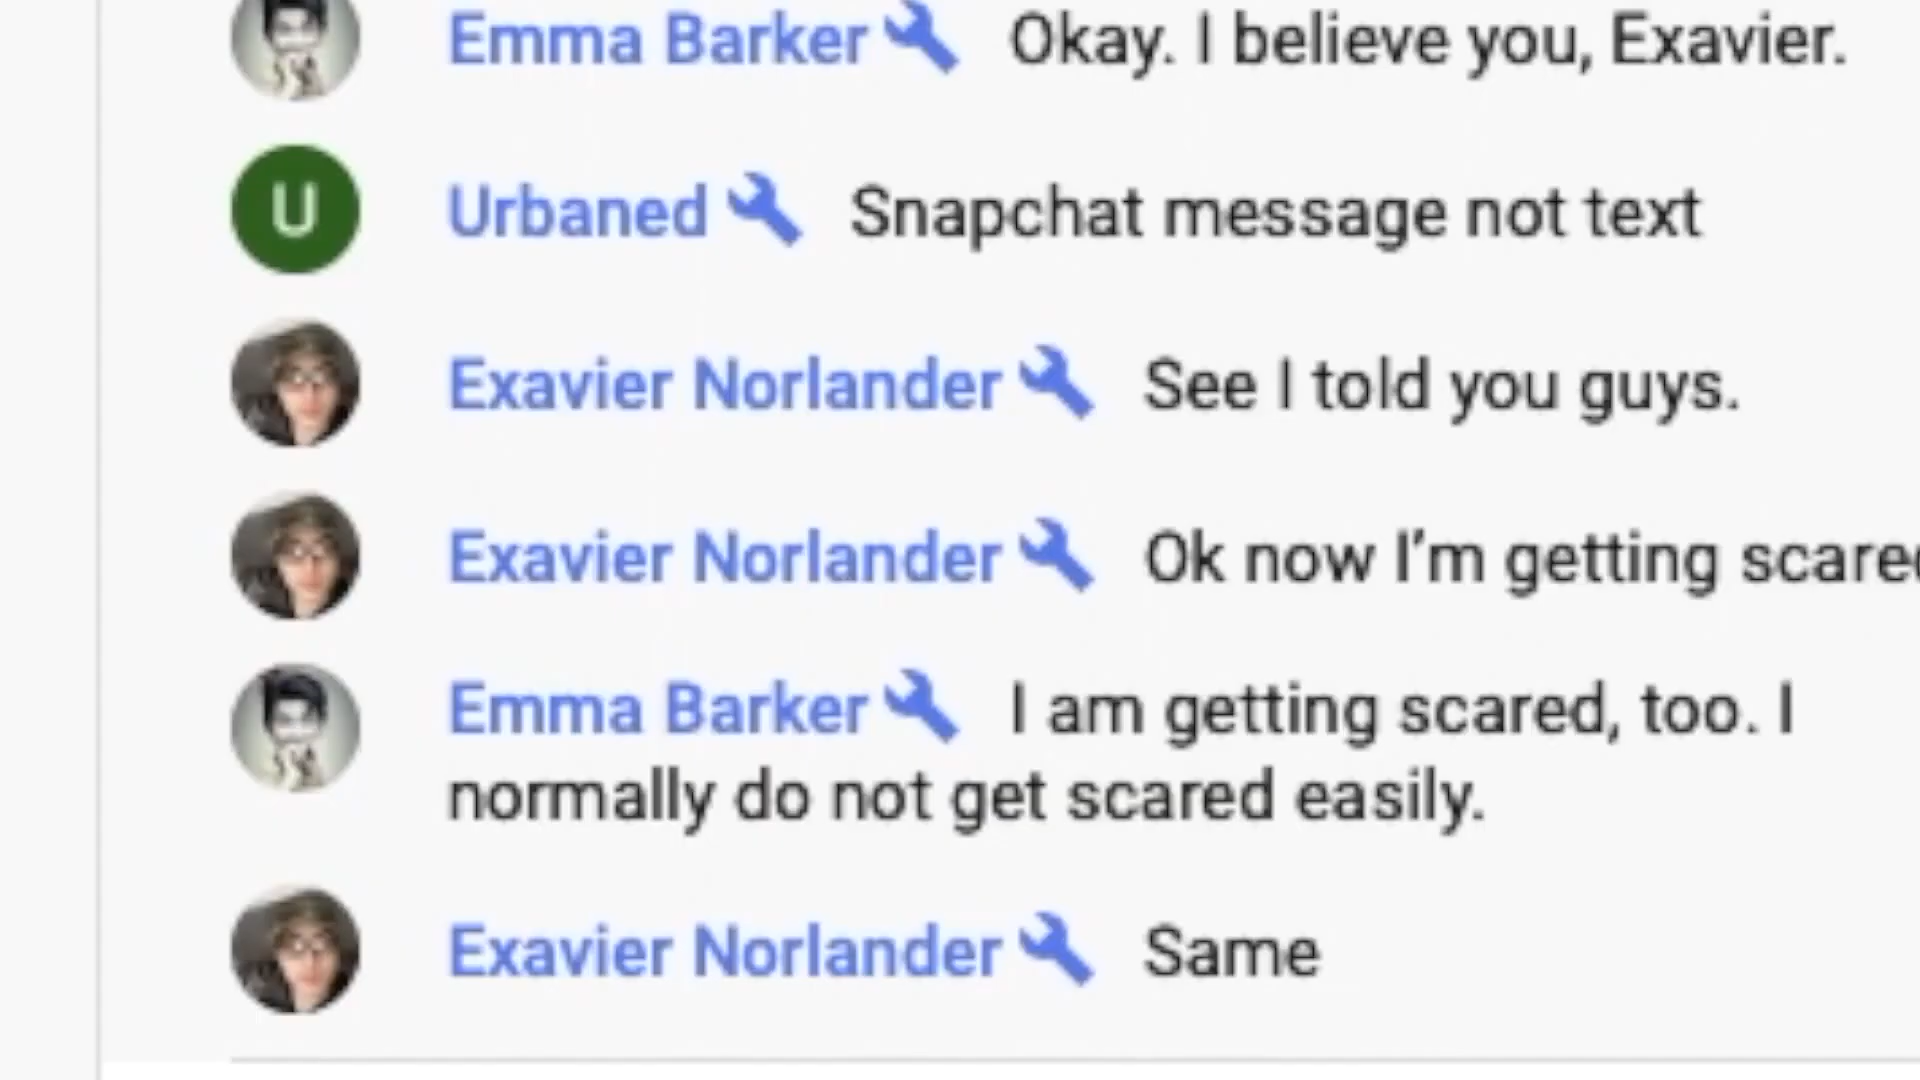 Emma Barker Okay. I believe you, Exavier.
U Urbaned Snapchat message not text
Exavier Norlander See I told you guys.
Exavier Norlander Ok now I'm getting scared
Emma Barker I am getting scared, too. I
normally do not get scared easily.
Exavier Norlander Same